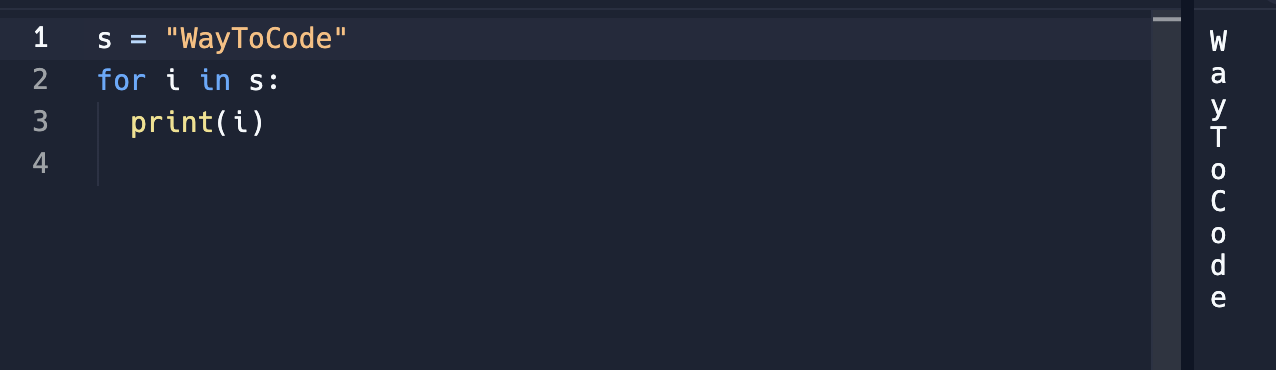 1 s = "WayToCode"
2 for i in s:
3   print(i)
4
W
a
y
T
o
C
o
d
e